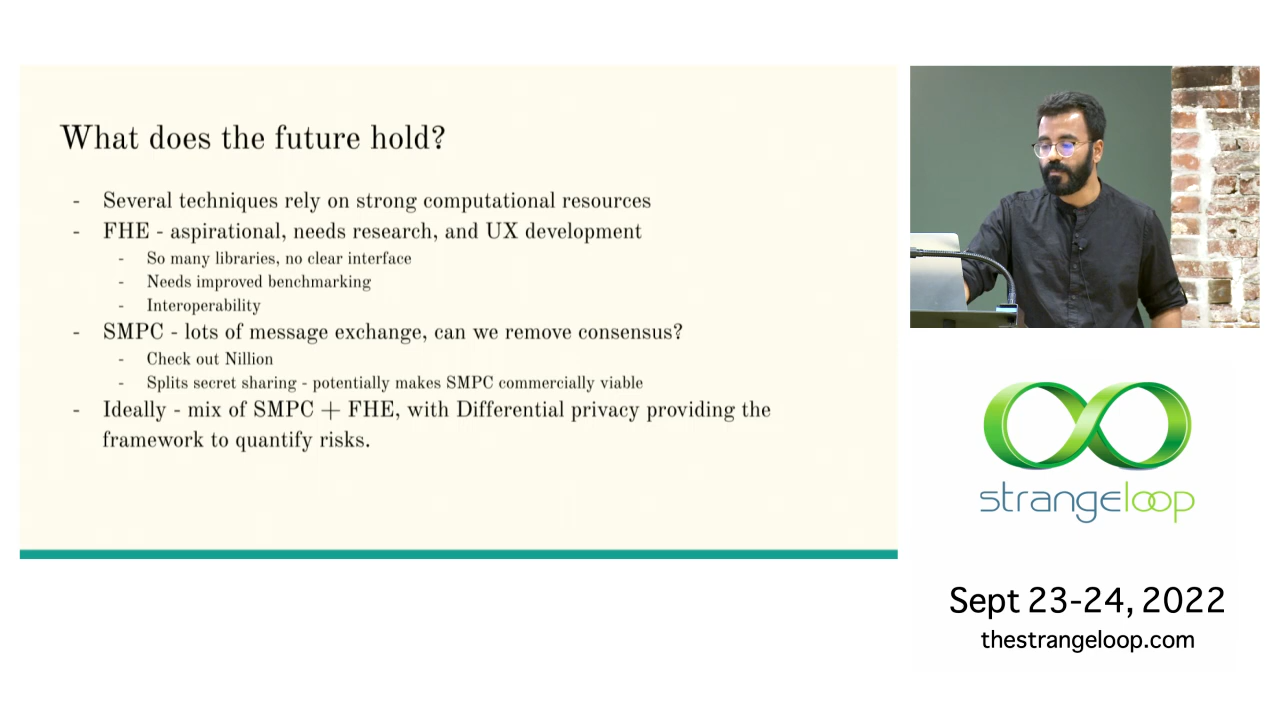 What does the future hold?
- Several techniques rely on strong computational resources
- FHE - aspirational, needs research, and UX development
- So many libraries, no clear interface
- Needs improved benchmarking
- Interoperability
- SMPC - lots of message exchange, can we remove consensus?
- Check out Nillion
- Splits secret sharing - potentially makes SMPC commercially viable
- Ideally - mix of SMPC + FHE, with Differential privacy providing the
framework to quantify risks.
strangeloop
Sept 23-24, 2022
thestrangeloop.com